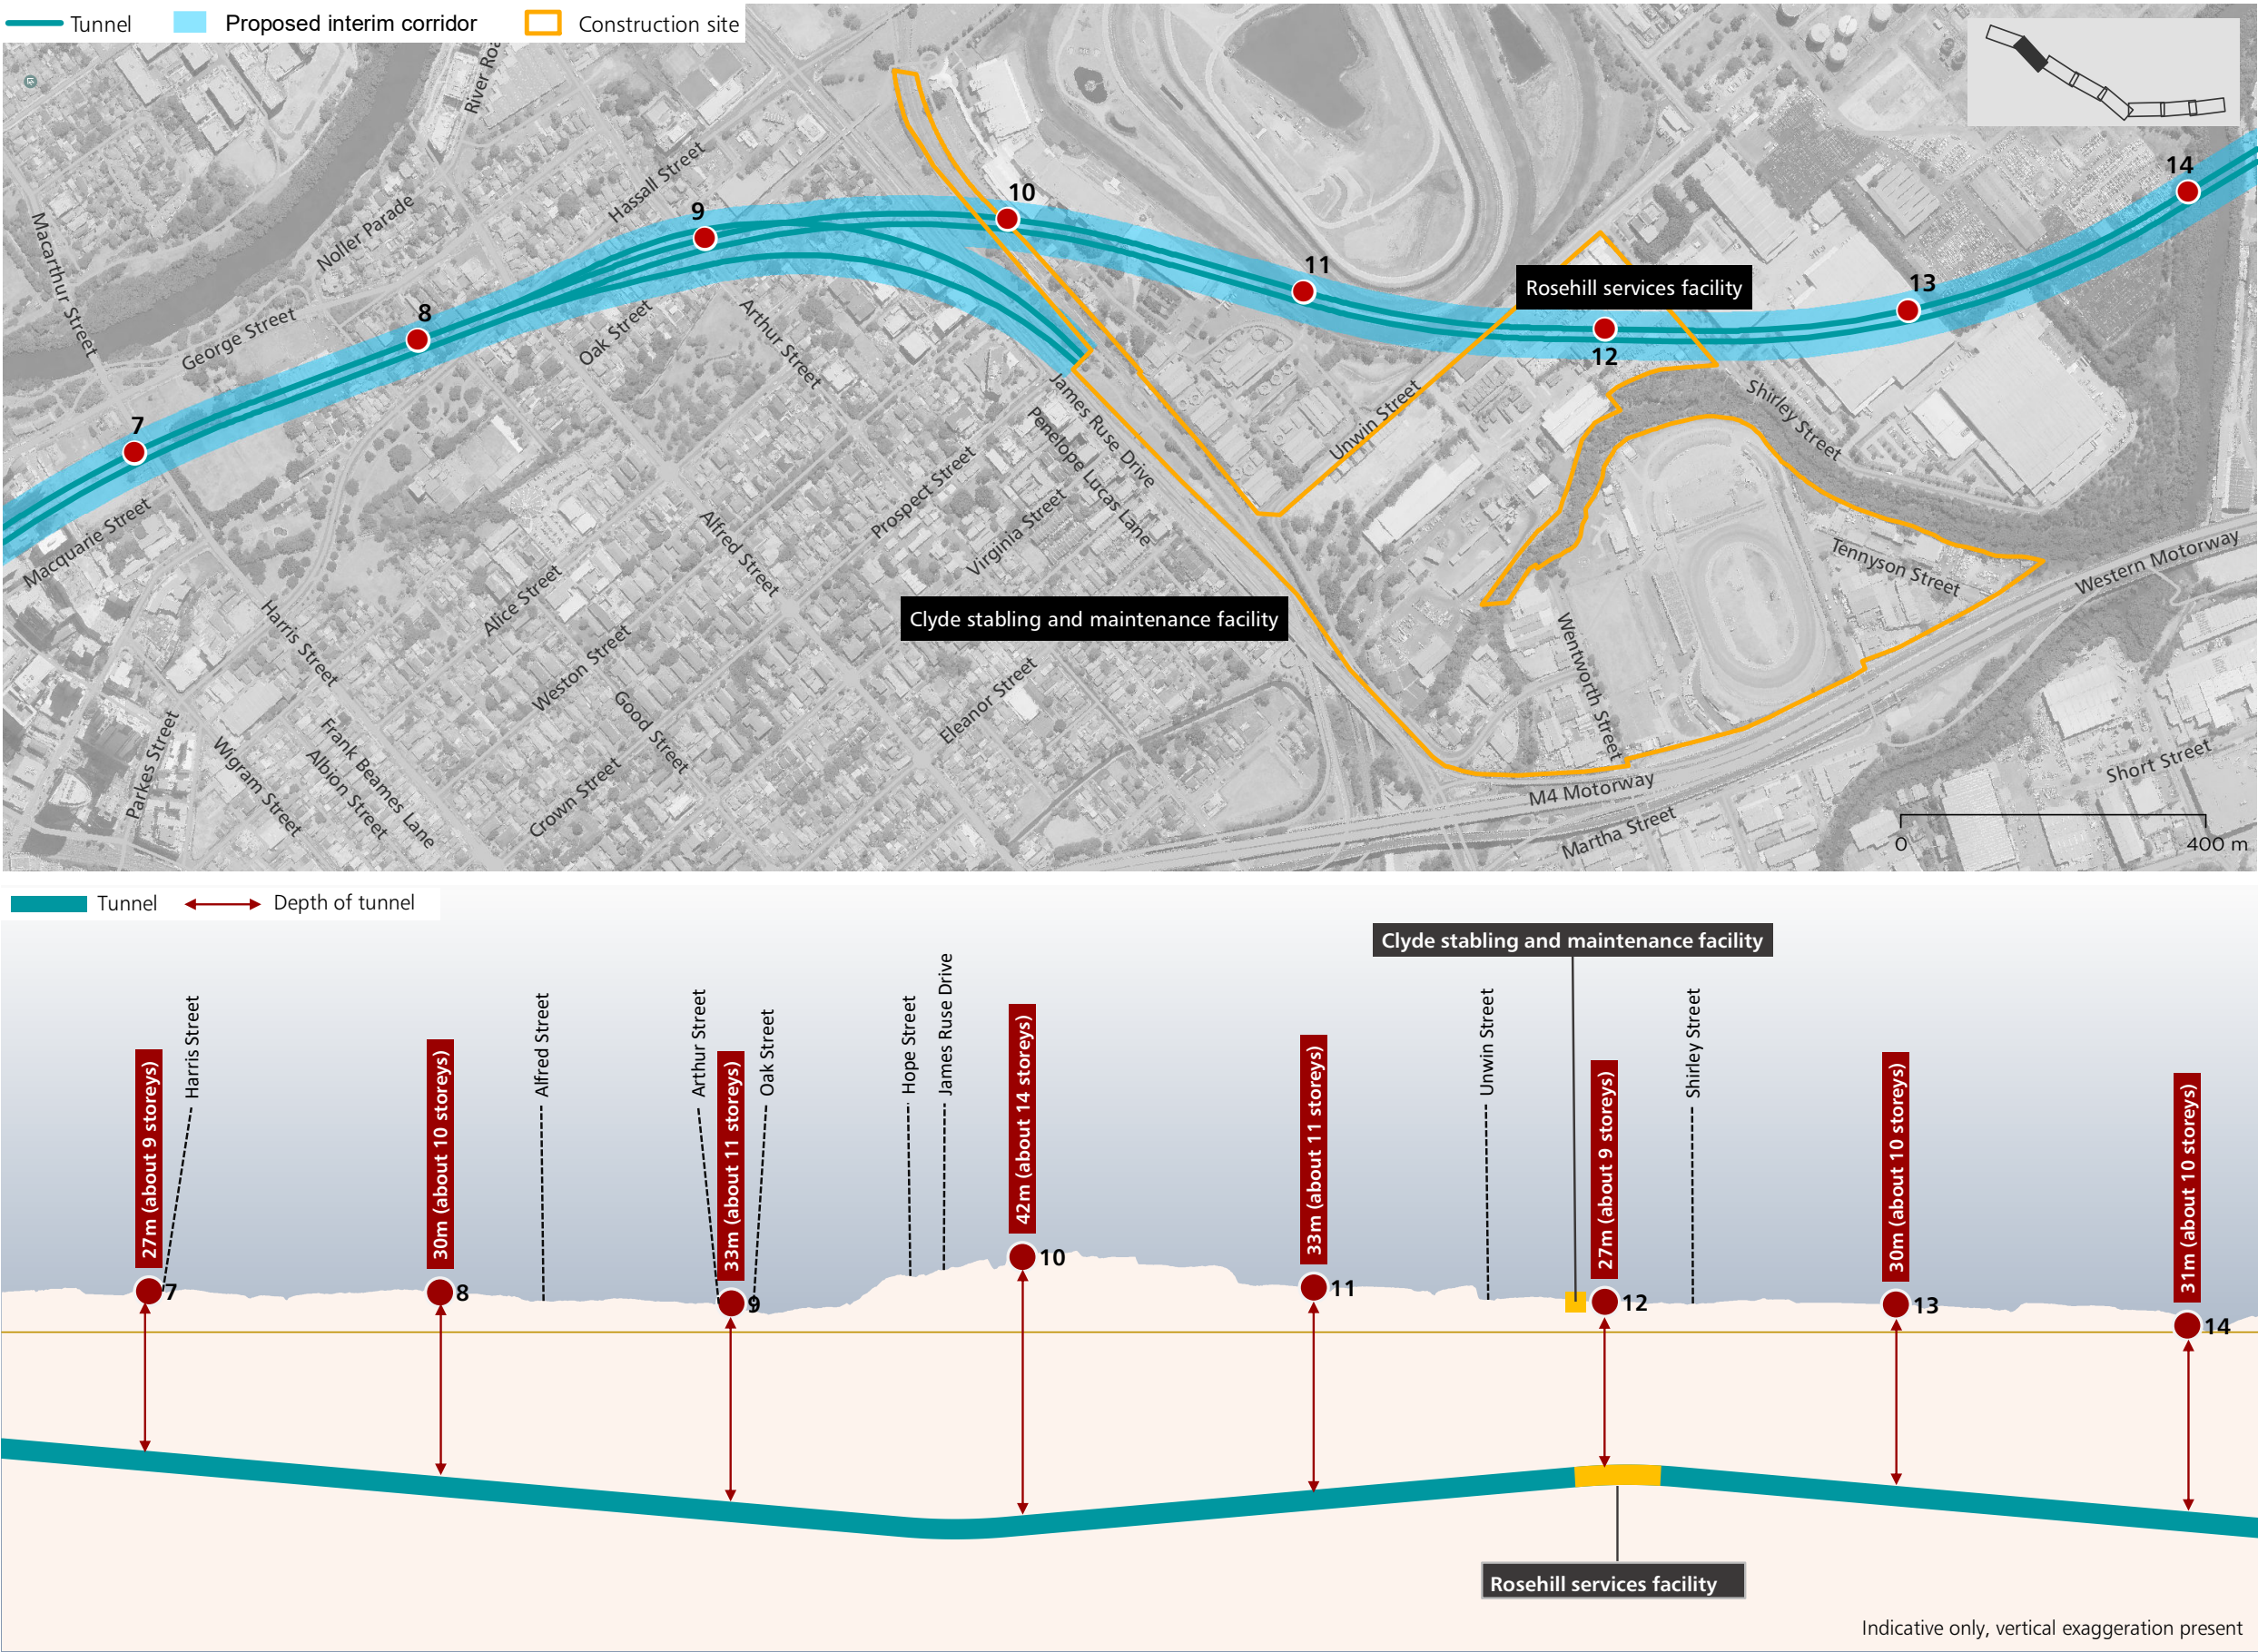 Tunnel
Proposed interim corridor
Construction site
River Roa
Hassall Street
Noller Parade
Macarthur Street
George Street
Oak Street
Arthur Street
7
8
9
10
11
12
13
14
Rosehill services facility
James Ruse Drive
Penelope Lucas Lane
Unwin Street
Shirley Street
Macquarie Street
Prospect Street
Virginia Street
Alfred Street
Alice Street
Harris Street
Weston Street
Good Street
Clyde stabling and maintenance facility
Eleanor Street
Tennyson Street
Western Motorway
Wentworth Street
Parkes Street
Wigram Street
Albion Street
Frank Beames Lane
Crown Street
M4 Motorway
Martha Street
Short Street
0
400 m
Tunnel
Depth of tunnel
Clyde stabling and maintenance facility
27m (about 9 storeys)
Harris Street
30m (about 10 storeys)
Alfred Street
Arthur Street
33m (about 11 storeys)
Oak Street
Hope Street
James Ruse Drive
42m (about 14 storeys)
33m (about 11 storeys)
Unwin Street
27m (about 9 storeys)
Shirley Street
30m (about 10 storeys)
31m (about 10 storeys)
7
8
9
10
11
12
13
14
Rosehill services facility
Indicative only, vertical exaggeration present